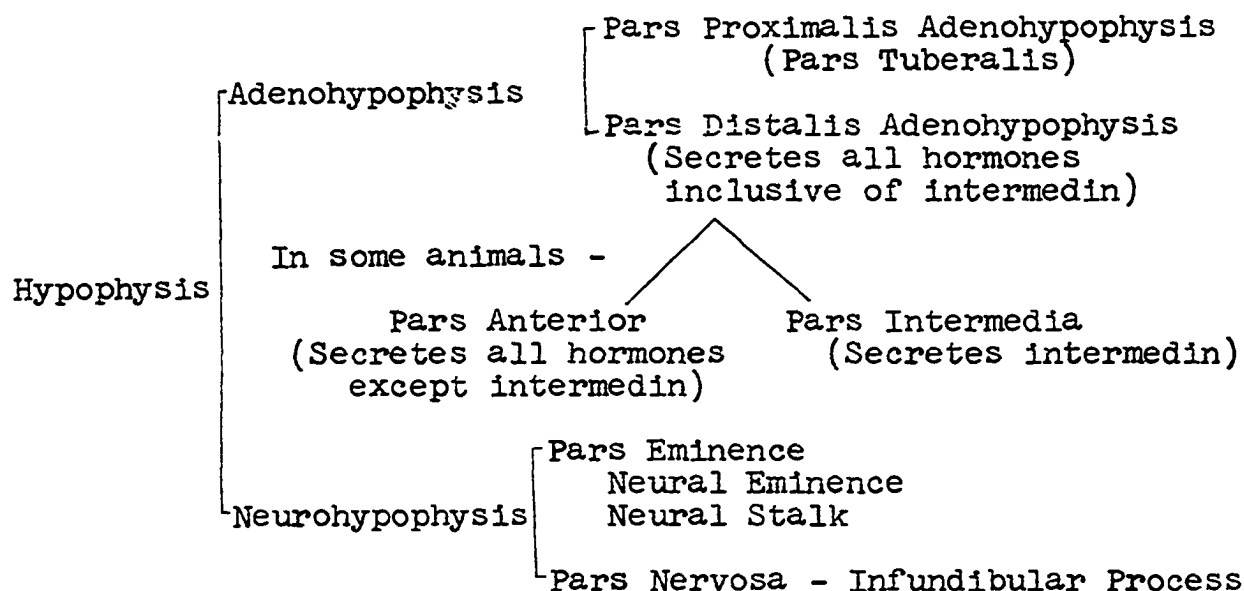 Pars Proximalis Adenohypophysis
(Pars Tuberalis)
Adenohypophysis
Pars Distalis Adenohypophysis
(Secretes all hormones
inclusive of intermedin)
In some animals -
Hypophysis
Pars Anterior
(Secretes all hormones
except intermedin)
Pars Intermedia
(Secretes intermedin)
Pars Eminence
Neural Eminence
Neural Stalk
Neurohypophysis
Pars Nervosa - Infundibular Process